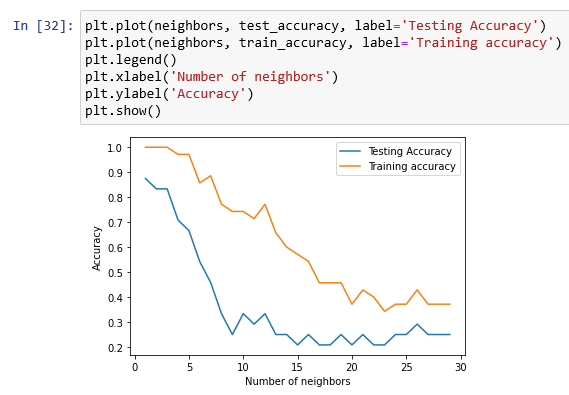 In [32]: plt.plot(neighbors, test_accuracy, label='Testing Accuracy')
plt.plot(neighbors, train_accuracy, label='Training accuracy')
plt.legend()
plt.xlabel('Number of neighbors')
plt.ylabel('Accuracy')
plt.show()
Testing Accuracy
Training accuracy
1.0
0.9
0.8
0.7
0.6
0.5
0.4
0.3
0.2
Accuracy
0 5 10 15 20 25 30
Number of neighbors